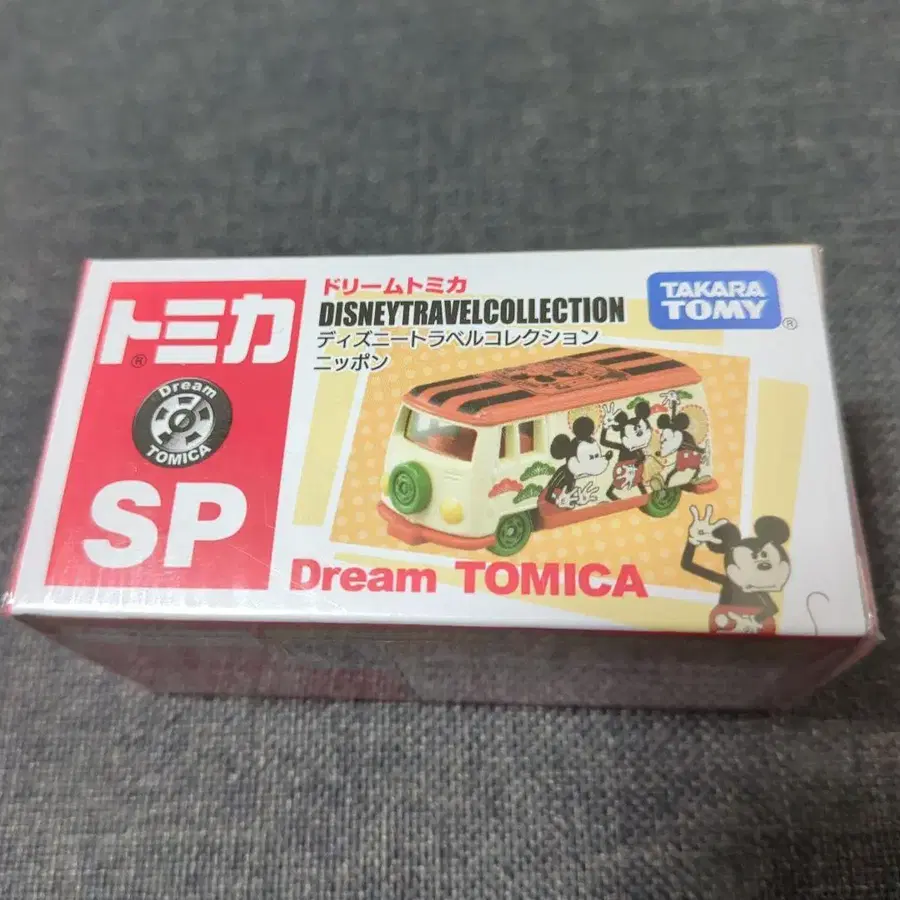 トミカ
®
Dream
TOMICA
SP
ドリームトミカ
DISNEYTRAVELCOLLECTION
ディズニートラベルコレクション
ニッポン
TAKARA
TOMY
®
Dream TOMICA